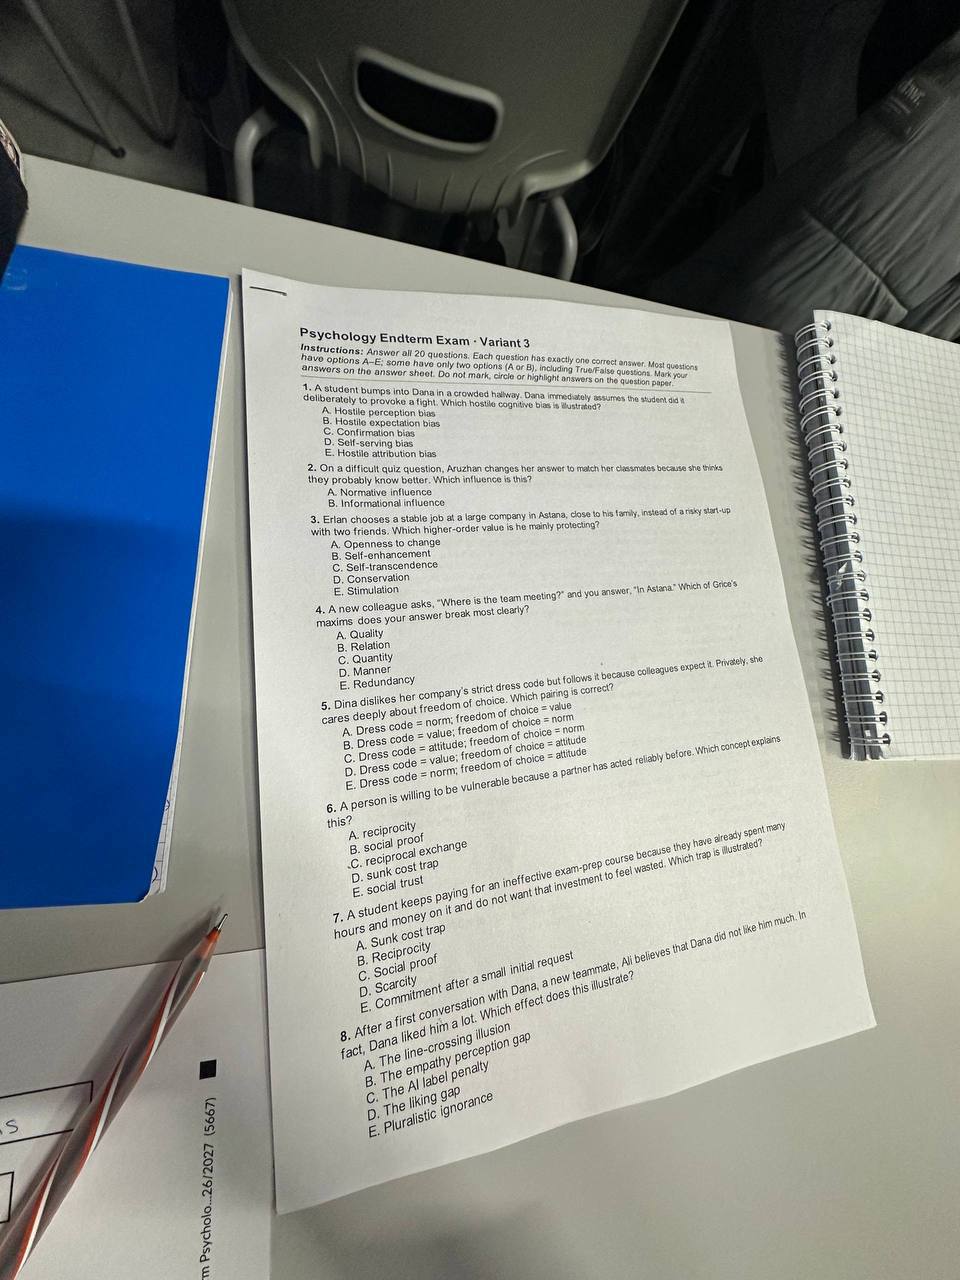 Psychology Endterm Exam · Variant 3
Instructions: Answer all 20 questions. Each question has exactly one correct answer. Most questions
have options A–E; some have only two options (A or B), including True/False questions. Mark your
answers on the answer sheet. Do not mark, circle or highlight answers on the question paper.
1. A student bumps into Dana in a crowded hallway. Dana immediately assumes the student did it
deliberately to provoke a fight. Which hostile cognitive bias is illustrated?
A. Hostile perception bias
B. Hostile expectation bias
C. Confirmation bias
D. Self-serving bias
E. Hostile attribution bias
2. On a difficult quiz question, Aruzhan changes her answer to match her classmates because she thinks
they probably know better. Which influence is this?
A. Normative influence
B. Informational influence
3. Erlan chooses a stable job at a large company in Astana, close to his family, instead of a risky start-up
with two friends. Which higher-order value is he mainly protecting?
A. Openness to change
B. Self-enhancement
C. Self-transcendence
D. Conservation
E. Stimulation
4. A new colleague asks, "Where is the team meeting?" and you answer, "In Astana." Which of Grice's
maxims does your answer break most clearly?
A. Quality
B. Relation
C. Quantity
D. Manner
E. Redundancy
5. Dina dislikes her company's strict dress code but follows it because colleagues expect it. Privately, she
cares deeply about freedom of choice. Which pairing is correct?
A. Dress code = norm; freedom of choice = value
B. Dress code = value; freedom of choice = norm
C. Dress code = attitude; freedom of choice = norm
D. Dress code = value; freedom of choice = attitude
E. Dress code = norm; freedom of choice = attitude
6. A person is willing to be vulnerable because a partner has acted reliably before. Which concept explains
this?
A. reciprocity
B. social proof
C. reciprocal exchange
D. sunk cost trap
E. social trust
7. A student keeps paying for an ineffective exam-prep course because they have already spent many
hours and money on it and do not want that investment to feel wasted. Which trap is illustrated?
A. Sunk cost trap
B. Reciprocity
C. Social proof
D. Scarcity
E. Commitment after a small initial request
8. After a first conversation with Dana, a new teammate, Ali believes that Dana did not like him much. In
fact, Dana liked him a lot. Which effect does this illustrate?
A. The line-crossing illusion
B. The empathy perception gap
C. The AI label penalty
D. The liking gap
E. Pluralistic ignorance
m Psycholo...26/2027 (5667)